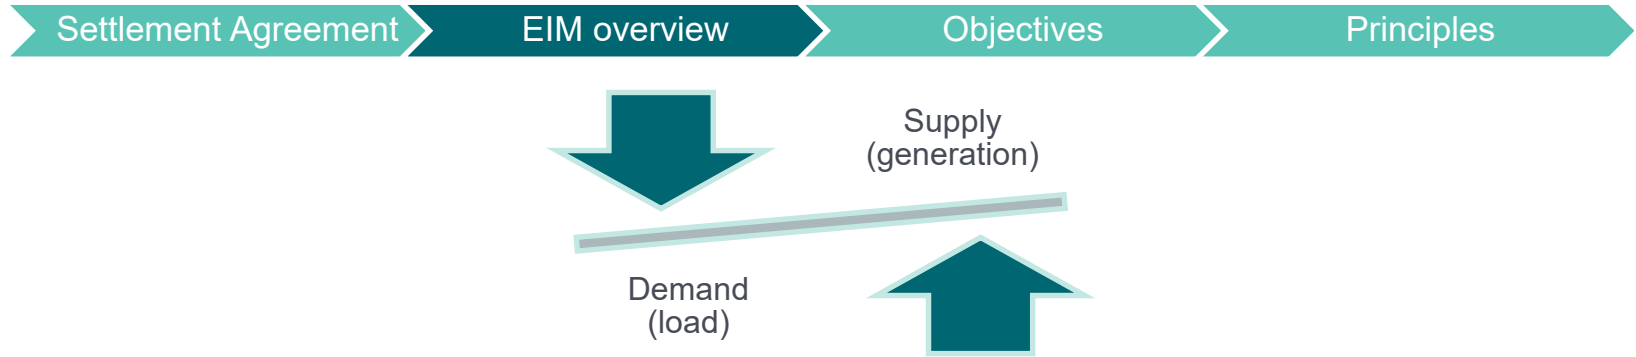 Settlement Agreement
EIM overview
Objectives
Principles
Supply
(generation)
Demand
(load)